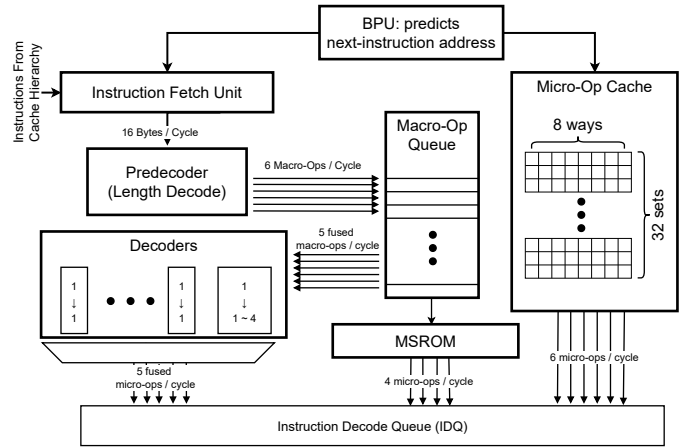 BPU: predicts
next-instruction address
Instructions From
Cache Hierarchy
Instruction Fetch Unit
16 Bytes / Cycle
Predecoder
(Length Decode)
6 Macro-Ops / Cycle
Macro-Op
Queue
Micro-Op Cache
8 ways
32 sets
5 fused
macro-ops / cycle
Decoders
1
↓
1
1
↓
1
1
↓
1 ~ 4
MSROM
5 fused
micro-ops / cycle
4 micro-ops / cycle
6 micro-ops / cycle
Instruction Decode Queue (IDQ)